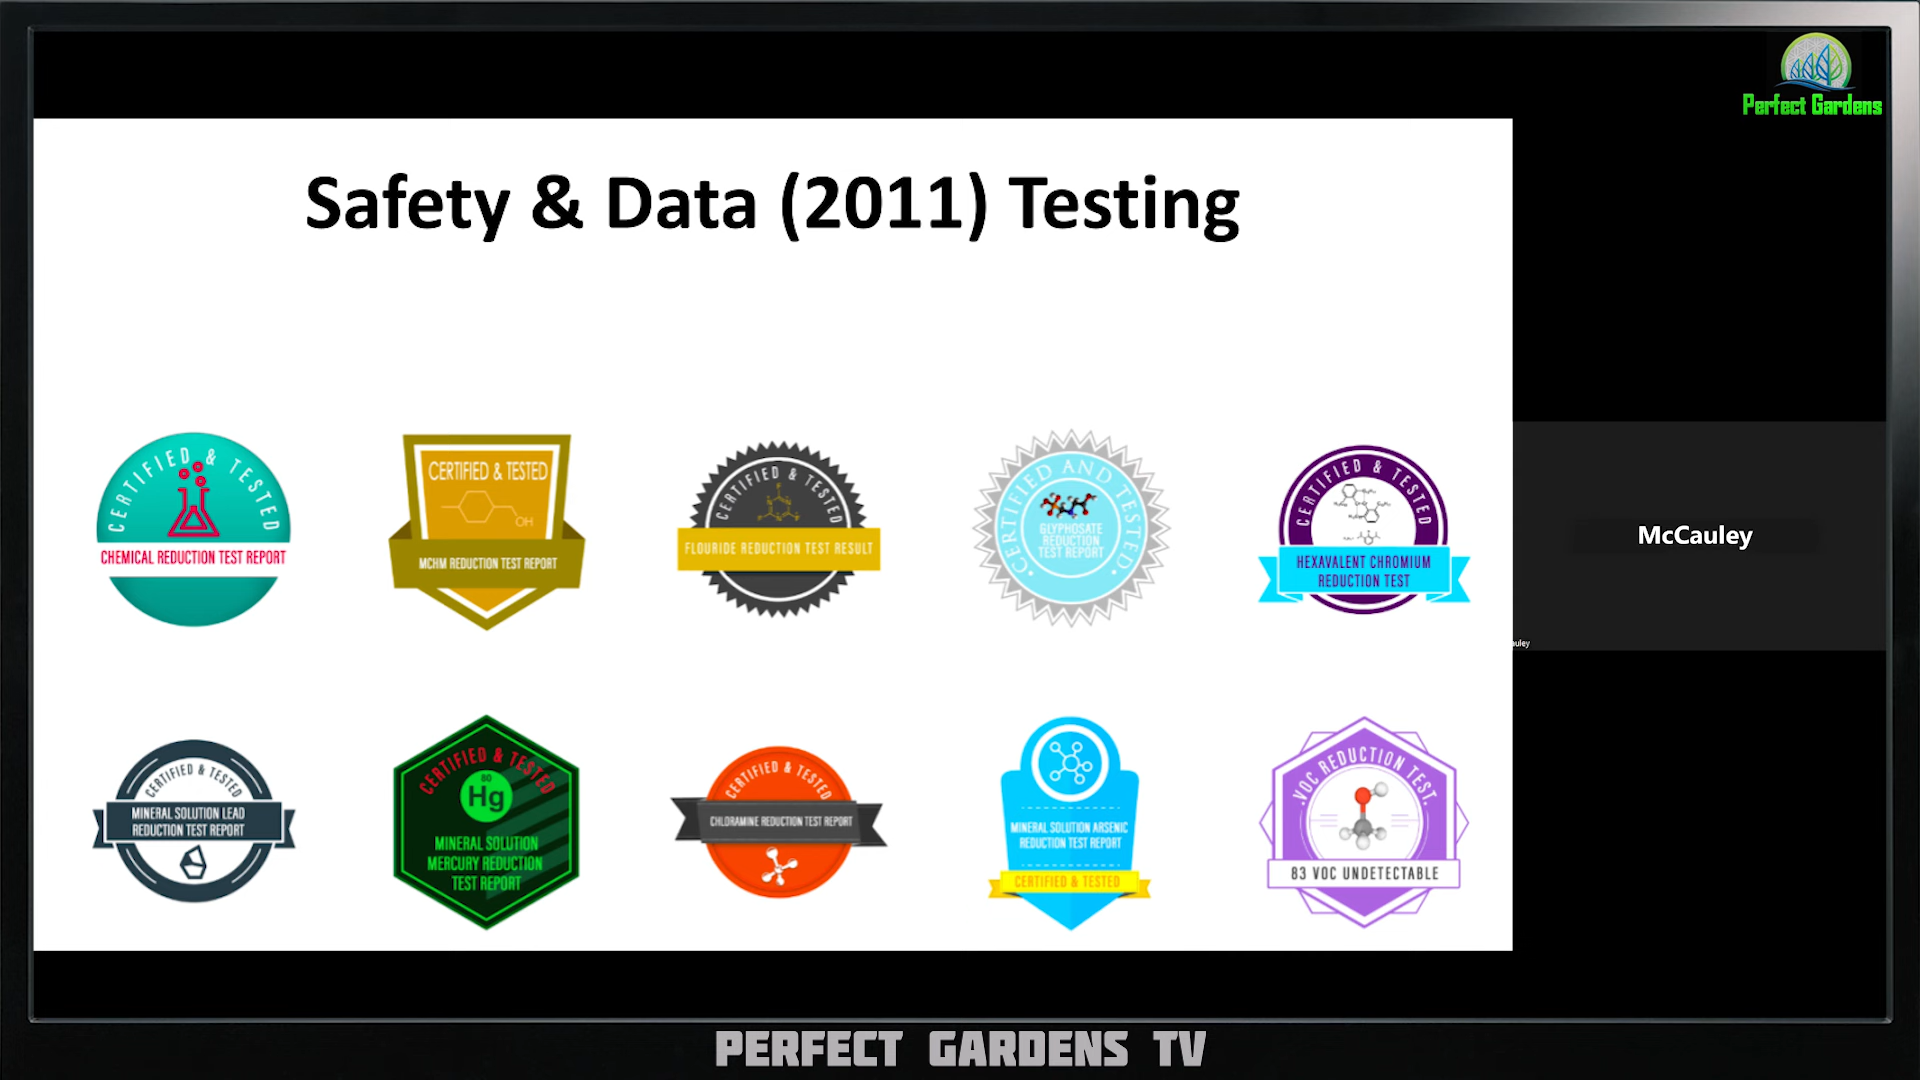 Perfect Gardens
Safety & Data (2011) Testing
CERTIFIED & TESTED
CHEMICAL REDUCTION TEST REPORT
CERTIFIED & TESTED
OH
MCHM REDUCTION TEST REPORT
CERTIFIED & TESTED
FLOURIDE REDUCTION TEST RESULT
CERTIFIED AND TESTED
GLYPHOSATE
REDUCTION
TEST REPORT
CERTIFIED & TESTED
HEXAVALENT CHROMIUM
REDUCTION TEST
McCauley
auley
CERTIFIED & TESTED
MINERAL SOLUTION LEAD
REDUCTION TEST REPORT
CERTIFIED & TESTED
80
Hg
MINERAL SOLUTION
MERCURY REDUCTION
TEST REPORT
CERTIFIED & TESTED
CHLORAMINE REDUCTION TEST REPORT
MINERAL SOLUTION ARSENIC
REDUCTION TEST REPORT
CERTIFIED & TESTED
.VOC REDUCTION TEST.
83 VOC UNDETECTABLE
PERFECT GARDENS TV